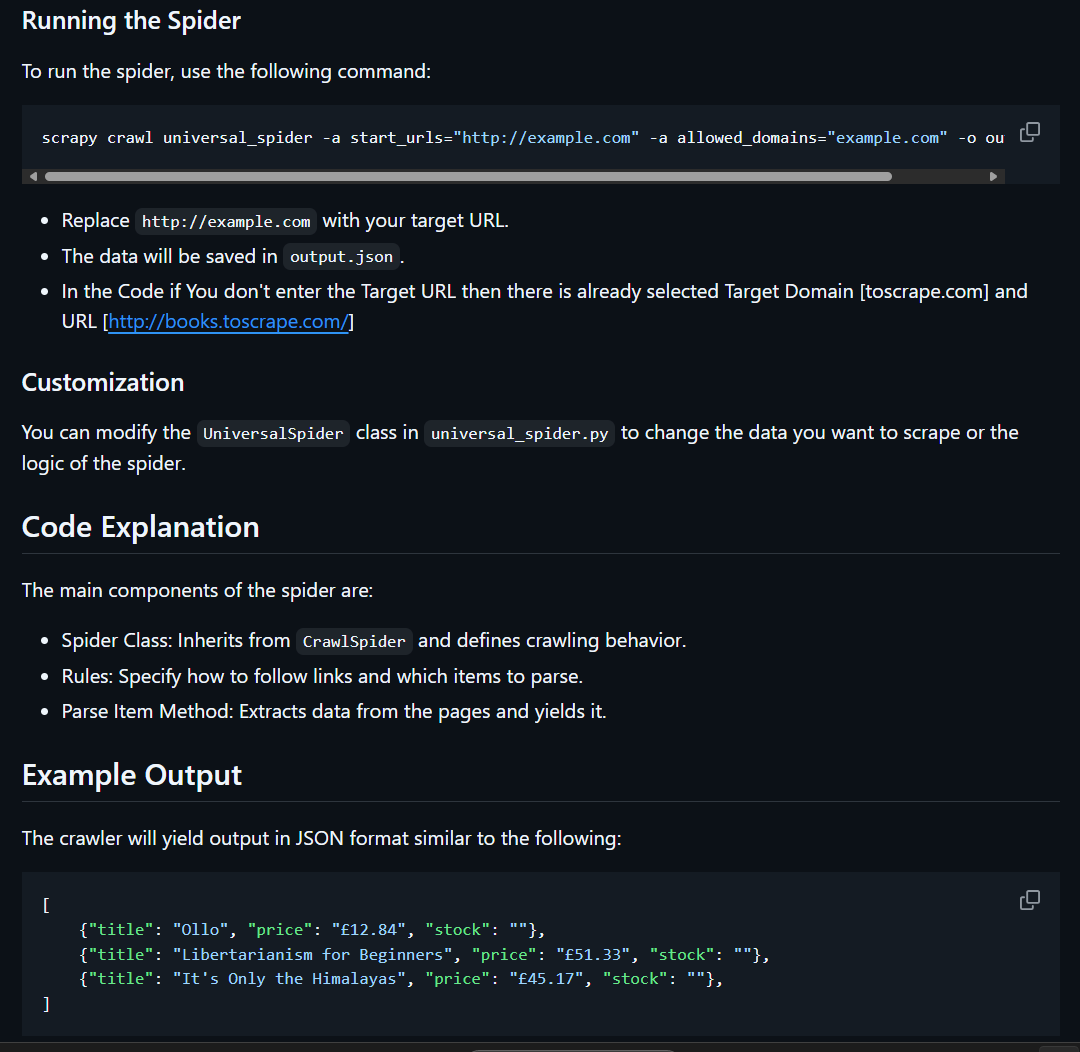 Running the Spider
To run the spider, use the following command:
scrapy crawl universal_spider -a start_urls="http://example.com" -a allowed_domains="example.com" -o ou
Replace http://example.com with your target URL.
The data will be saved in output.json.
In the Code if You don't enter the Target URL then there is already selected Target Domain [toscrape.com] and
URL [http://books.toscrape.com/]
Customization
You can modify the UniversalSpider class in universal_spider.py to change the data you want to scrape or the
logic of the spider.
Code Explanation
The main components of the spider are:
Spider Class: Inherits from CrawlSpider and defines crawling behavior.
Rules: Specify how to follow links and which items to parse.
Parse Item Method: Extracts data from the pages and yields it.
Example Output
The crawler will yield output in JSON format similar to the following:
[
    {"title": "Ollo", "price": "£12.84", "stock": ""},
    {"title": "Libertarianism for Beginners", "price": "£51.33", "stock": ""},
    {"title": "It's Only the Himalayas", "price": "£45.17", "stock": ""},
]